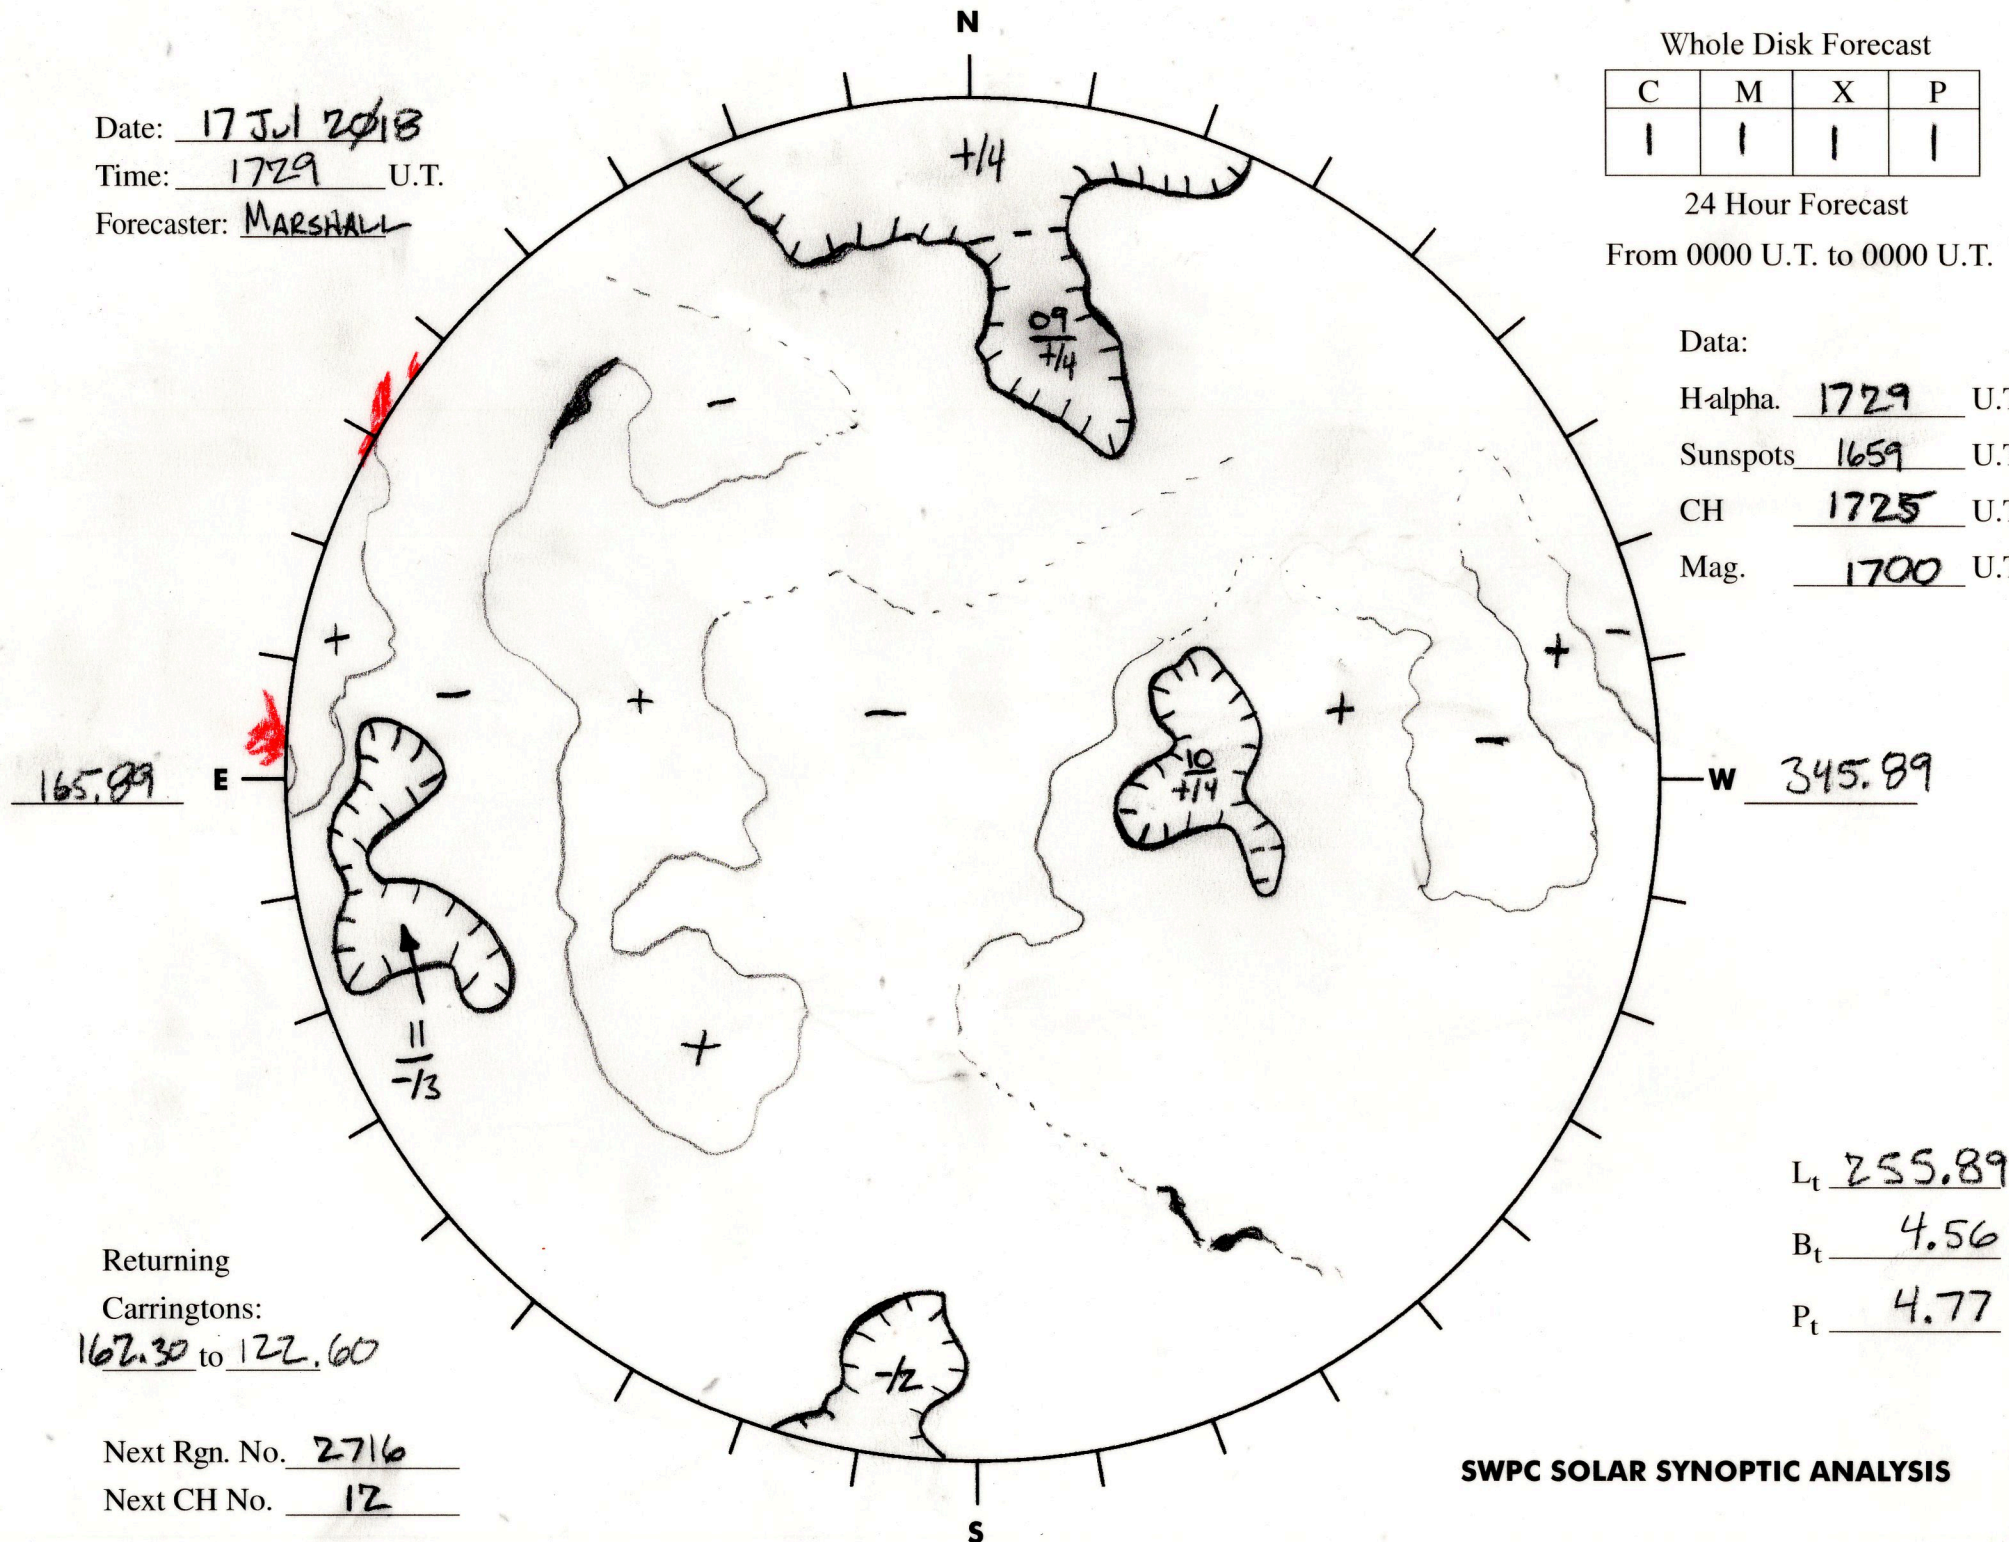 N
Date: 17 Jul 2018
Time: 1729 U.T.
Forecaster: MARSHALL
Whole Disk Forecast
C M X P
1 1 1 1
24 Hour Forecast
From 0000 U.T. to 0000 U.T.
Data:
H-alpha. 1729 U.T
Sunspots 1659 U.T
CH 1725 U.T
Mag. 1700 U.T
+/4
09
+/4
-
+
-
+
-
+
-
+
-
10
+/4
165.89 E
W 345.89
11
-/3
+
-/2
Lt 255.89
Bt 4.56
Pt 4.77
Returning
Carringtons:
162.30 to 122.60
Next Rgn. No. 2716
Next CH No. 12
SWPC SOLAR SYNOPTIC ANALYSIS
S